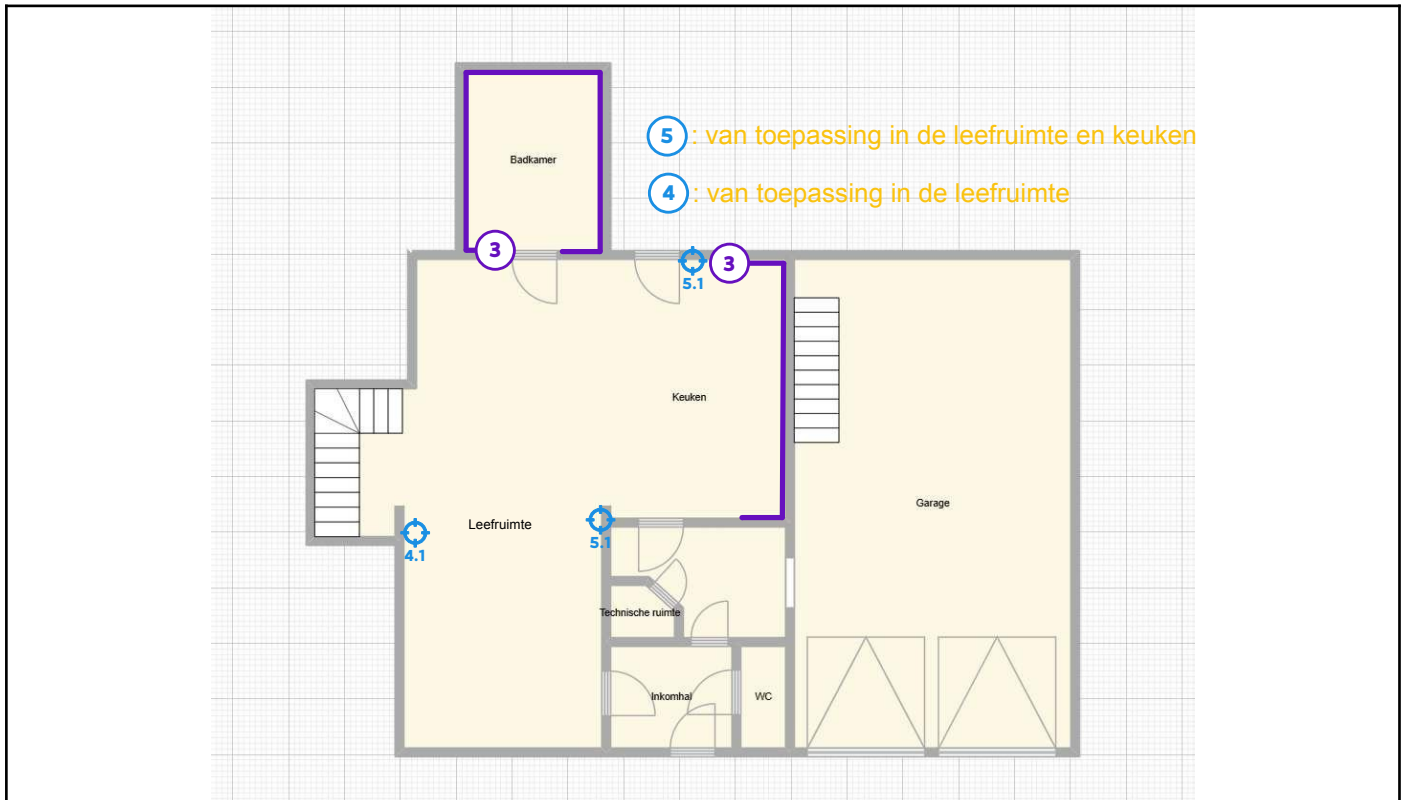 Badkamer
5 : van toepassing in de leefruimte en keuken
4 : van toepassing in de leefruimte
3
3
5.1
Keuken
Garage
Leefruimte
4.1
5.1
Technische ruimte
Inkomhal
WC